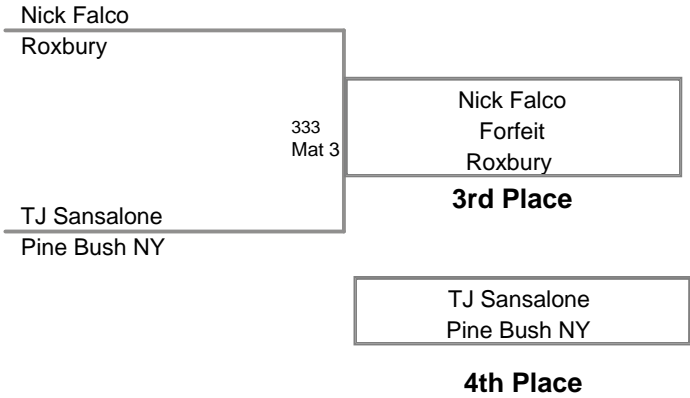 Nick Falco
Roxbury
333
Mat 3
Nick Falco
Forfeit
Roxbury
3rd Place
TJ Sansalone
Pine Bush NY
TJ Sansalone
Pine Bush NY
4th Place